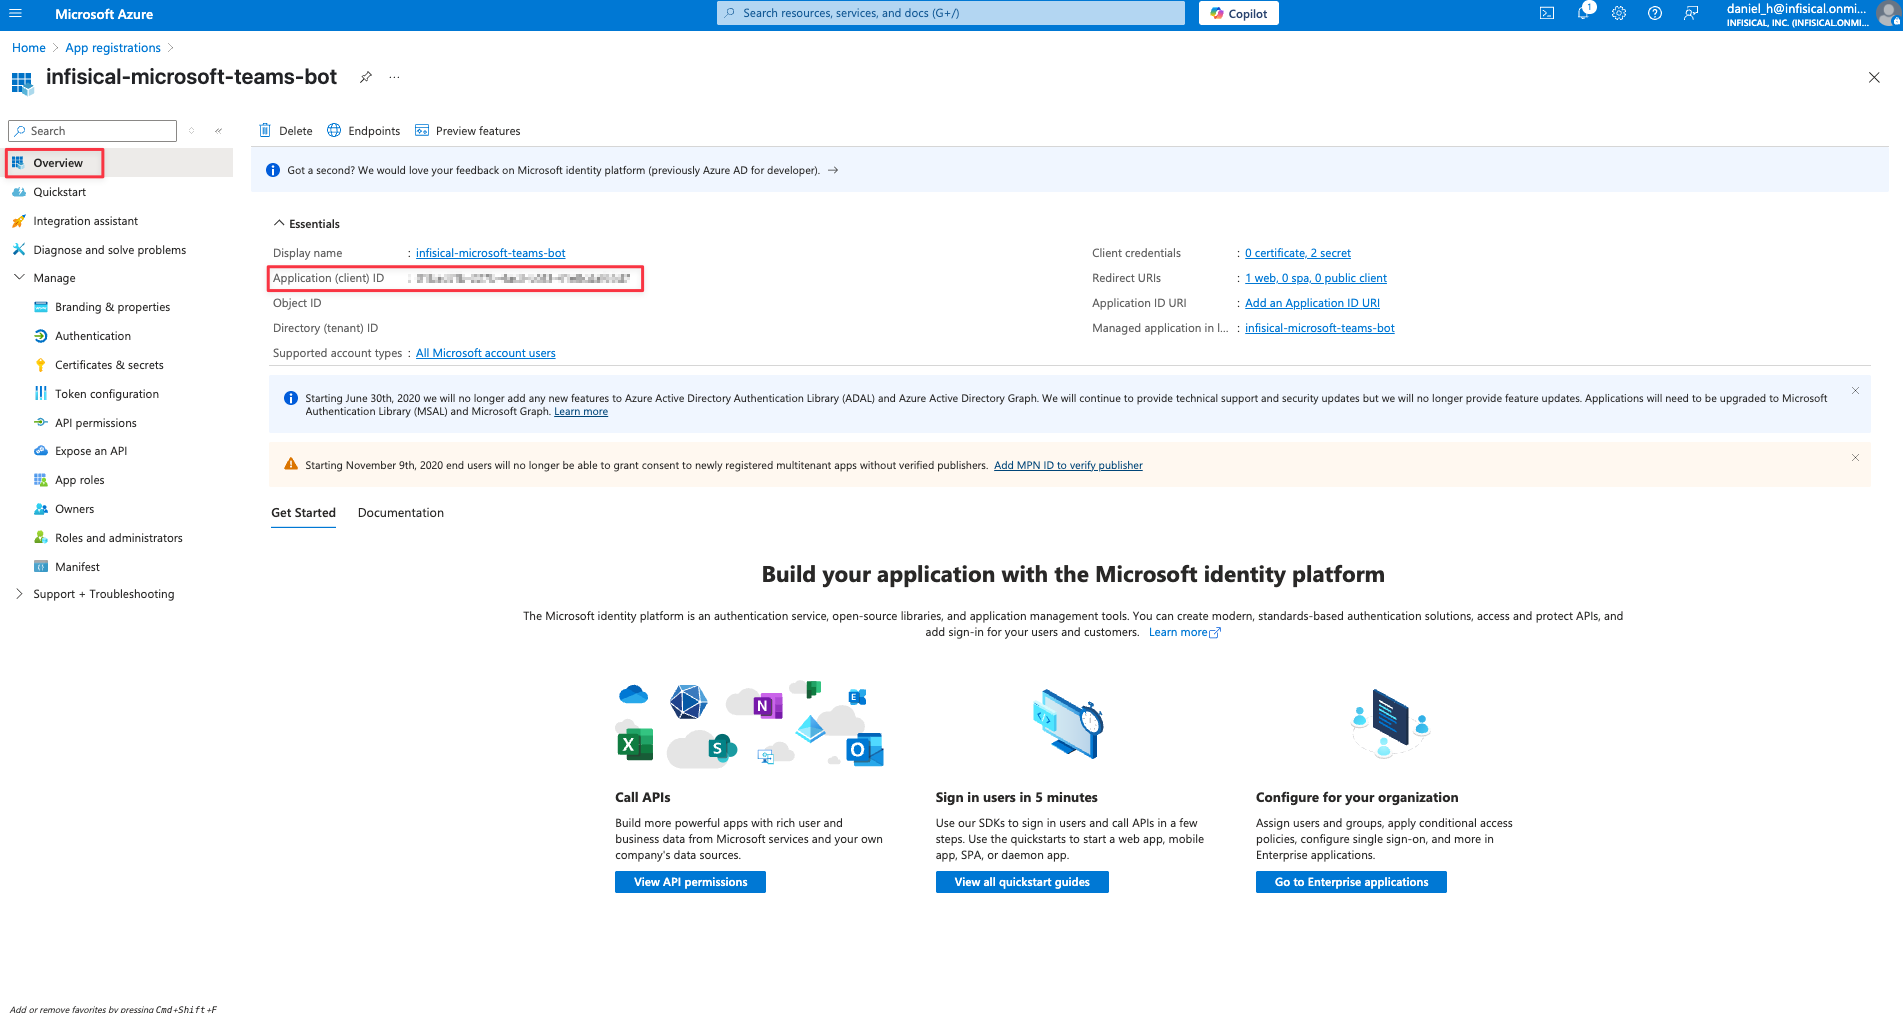 Microsoft Azure
Search resources, services, and docs (G+/)
Copilot
1
daniel_h@infisical.onmi...
INFISICAL, INC. (INFISICAL.ONMI...
Home > App registrations >
infisical-microsoft-teams-bot
...
Search
Overview
Quickstart
Integration assistant
Diagnose and solve problems
Manage
Branding & properties
Authentication
Certificates & secrets
Token configuration
API permissions
Expose an API
App roles
Owners
Roles and administrators
Manifest
Support + Troubleshooting
Delete
Endpoints
Preview features
Got a second? We would love your feedback on Microsoft identity platform (previously Azure AD for developer). →
Essentials
Display name : infisical-microsoft-teams-bot
Application (client) ID :
Object ID
Directory (tenant) ID
Supported account types : All Microsoft account users
Client credentials : 0 certificate, 2 secret
Redirect URIs : 1 web, 0 spa, 0 public client
Application ID URI : Add an Application ID URI
Managed application in l... : infisical-microsoft-teams-bot
Starting June 30th, 2020 we will no longer add any new features to Azure Active Directory Authentication Library (ADAL) and Azure Active Directory Graph. We will continue to provide technical support and security updates but we will no longer provide feature updates. Applications will need to be upgraded to Microsoft
Authentication Library (MSAL) and Microsoft Graph. Learn more
Starting November 9th, 2020 end users will no longer be able to grant consent to newly registered multitenant apps without verified publishers. Add MPN ID to verify publisher
Get Started
Documentation
Build your application with the Microsoft identity platform
The Microsoft identity platform is an authentication service, open-source libraries, and application management tools. You can create modern, standards-based authentication solutions, access and protect APIs, and
add sign-in for your users and customers. Learn more
N
E
X
S
O
Call APIs
Build more powerful apps with rich user and
business data from Microsoft services and your own
company's data sources.
View API permissions
Sign in users in 5 minutes
Use our SDKs to sign in users and call APIs in a few
steps. Use the quickstarts to start a web app, mobile
app, SPA, or daemon app.
View all quickstart guides
Configure for your organization
Assign users and groups, apply conditional access
policies, configure single sign-on, and more in
Enterprise applications.
Go to Enterprise applications
Add or remove favorites by pressing Cmd+Shift+F